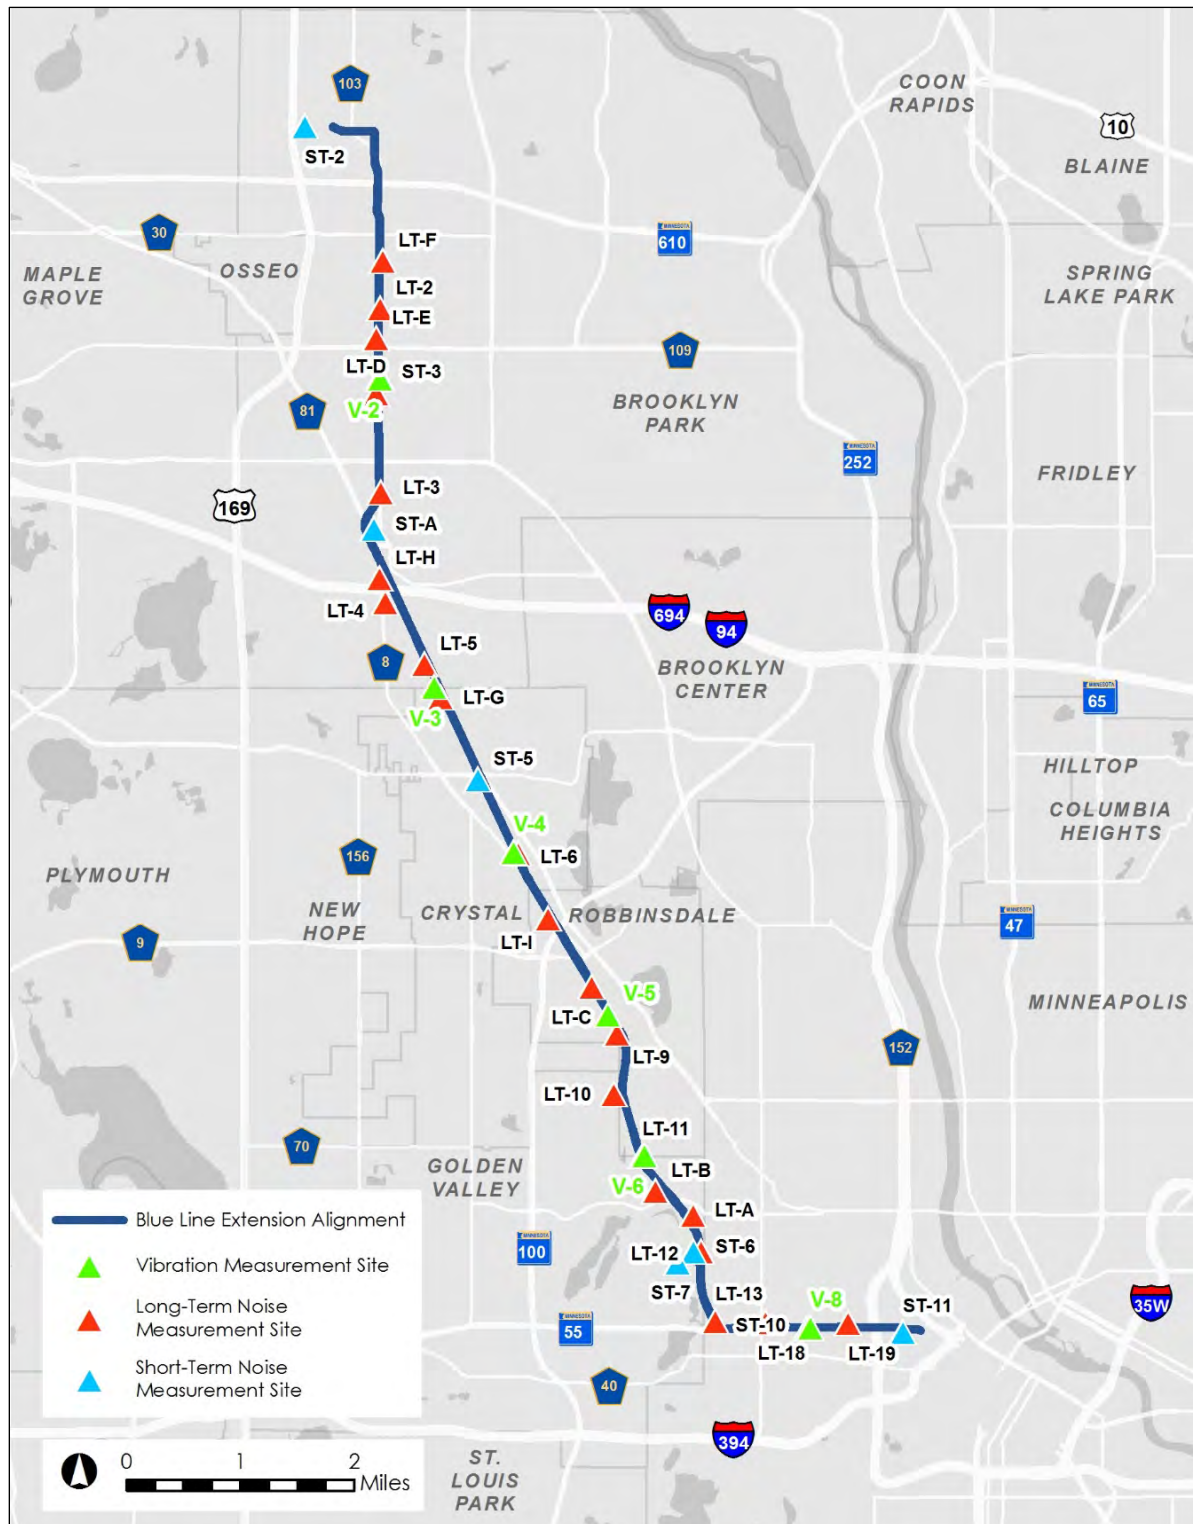 103
COON
RAPIDS
10
BLAINE
ST-2
30
610
LT-F
OSSEO
MAPLE
GROVE
SPRING
LAKE PARK
LT-2
LT-E
109
LT-D
ST-3
V-2
81
BROOKLYN
PARK
MINNESOTA
252
FRIDLEY
LT-3
169
ST-A
LT-H
LT-4
694
94
LT-5
8
BROOKLYN
CENTER
LT-G
V-3
MINNESOTA
65
ST-5
HILLTOP
COLUMBIA
HEIGHTS
V-4
LT-6
156
PLYMOUTH
NEW
HOPE
CRYSTAL
ROBBINSDALE
MINNESOTA
47
LT-I
9
V-5
MINNEAPOLIS
LT-C
LT-9
152
LT-10
70
LT-11
GOLDEN
VALLEY
LT-B
V-6
LT-A
MINNESOTA
100
LT-12
ST-6
ST-7
LT-13
V-8
ST-11
35W
MINNESOTA
55
ST-10
LT-18
LT-19
40
394
ST.
LOUIS
PARK
Blue Line Extension Alignment
Vibration Measurement Site
Long-Term Noise
Measurement Site
Short-Term Noise
Measurement Site
0 1 2
Miles